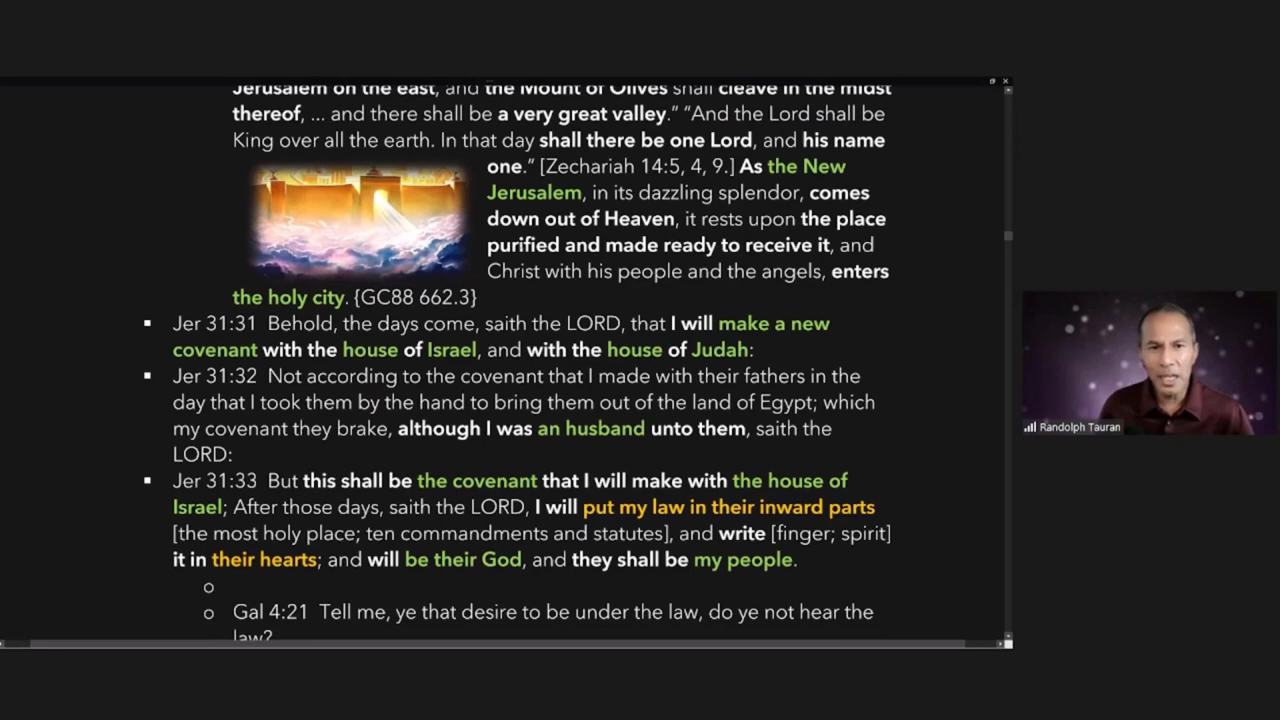 Jerusalem on the east, and the Mount of Olives shall cleave in the midst
thereof, ... and there shall be a very great valley.” “And the Lord shall be
King over all the earth. In that day shall there be one Lord, and his name
one.” [Zechariah 14:5, 4, 9.] As the New
Jerusalem, in its dazzling splendor, comes
down out of Heaven, it rests upon the place
purified and made ready to receive it, and
Christ with his people and the angels, enters
the holy city. {GC88 662.3}
▪ Jer 31:31 Behold, the days come, saith the LORD, that I will make a new
covenant with the house of Israel, and with the house of Judah:
▪ Jer 31:32 Not according to the covenant that I made with their fathers in the
day that I took them by the hand to bring them out of the land of Egypt; which
my covenant they brake, although I was an husband unto them, saith the
LORD:
▪ Jer 31:33 But this shall be the covenant that I will make with the house of
Israel; After those days, saith the LORD, I will put my law in their inward parts
[the most holy place; ten commandments and statutes], and write [finger; spirit]
it in their hearts; and will be their God, and they shall be my people.
o
o Gal 4:21 Tell me, ye that desire to be under the law, do ye not hear the
law?
Randolph Tauran